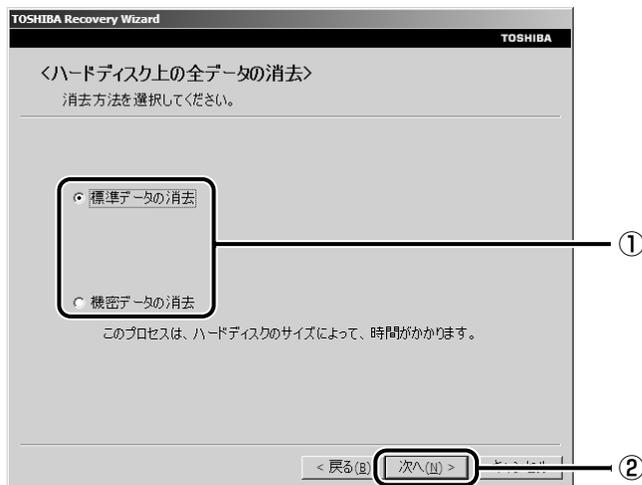 TOSHIBA Recovery Wizard
TOSHIBA
<ハードディスク上の全データの消去>
消去方法を選択してください。
標準データの消去
①
機密データの消去
このプロセスは、ハードディスクのサイズによって、時間がかかります。
< 戻る(B) 次へ(N) >
②